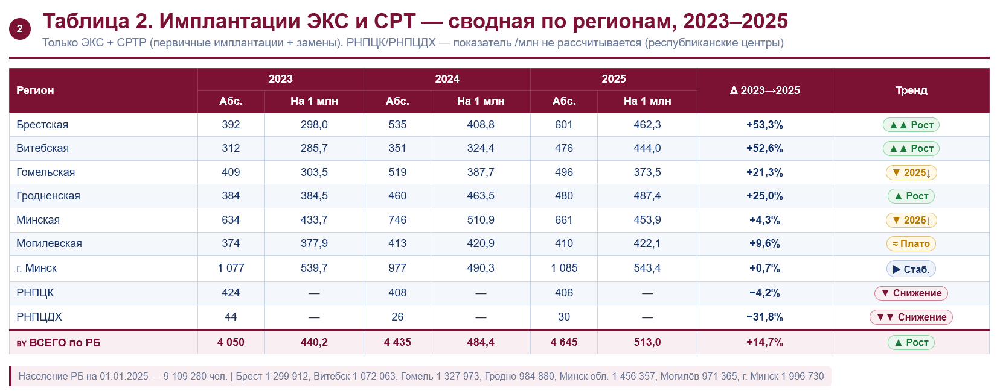 2
Таблица 2. Имплантации ЭКС и СРТ — сводная по регионам, 2023–2025
Только ЭКС + СРТР (первичные имплантации + замены). РНПЦК/РНПЦДХ — показатель /млн не рассчитывается (республиканские центры)
Регион 2023 2024 2025 Δ 2023→2025 Тренд
Абс. На 1 млн Абс. На 1 млн Абс. На 1 млн
Брестская 392 298,0 535 408,8 601 462,3 +53,3% ▲▲ Рост
Витебская 312 285,7 351 324,4 476 444,0 +52,6% ▲▲ Рост
Гомельская 409 303,5 519 387,7 496 373,5 +21,3% ▼ 2025↓
Гродненская 384 384,5 460 463,5 480 487,4 +25,0% ▲ Рост
Минская 634 433,7 746 510,9 661 453,9 +4,3% ▼ 2025↓
Могилевская 374 377,9 413 420,9 410 422,1 +9,6% ≈ Плато
г. Минск 1 077 539,7 977 490,3 1 085 543,4 +0,7% ▶ Стаб.
РНПЦК 424 — 408 — 406 — −4,2% ▼ Снижение
РНПЦДХ 44 — 26 — 30 — −31,8% ▼▼ Снижение
BY ВСЕГО по РБ 4 050 440,2 4 435 484,4 4 645 513,0 +14,7% ▲ Рост
Население РБ на 01.01.2025 — 9 109 280 чел. | Брест 1 299 912, Витебск 1 072 063, Гомель 1 327 973, Гродно 984 880, Минск обл. 1 456 357, Могилёв 971 365, г. Минск 1 996 730